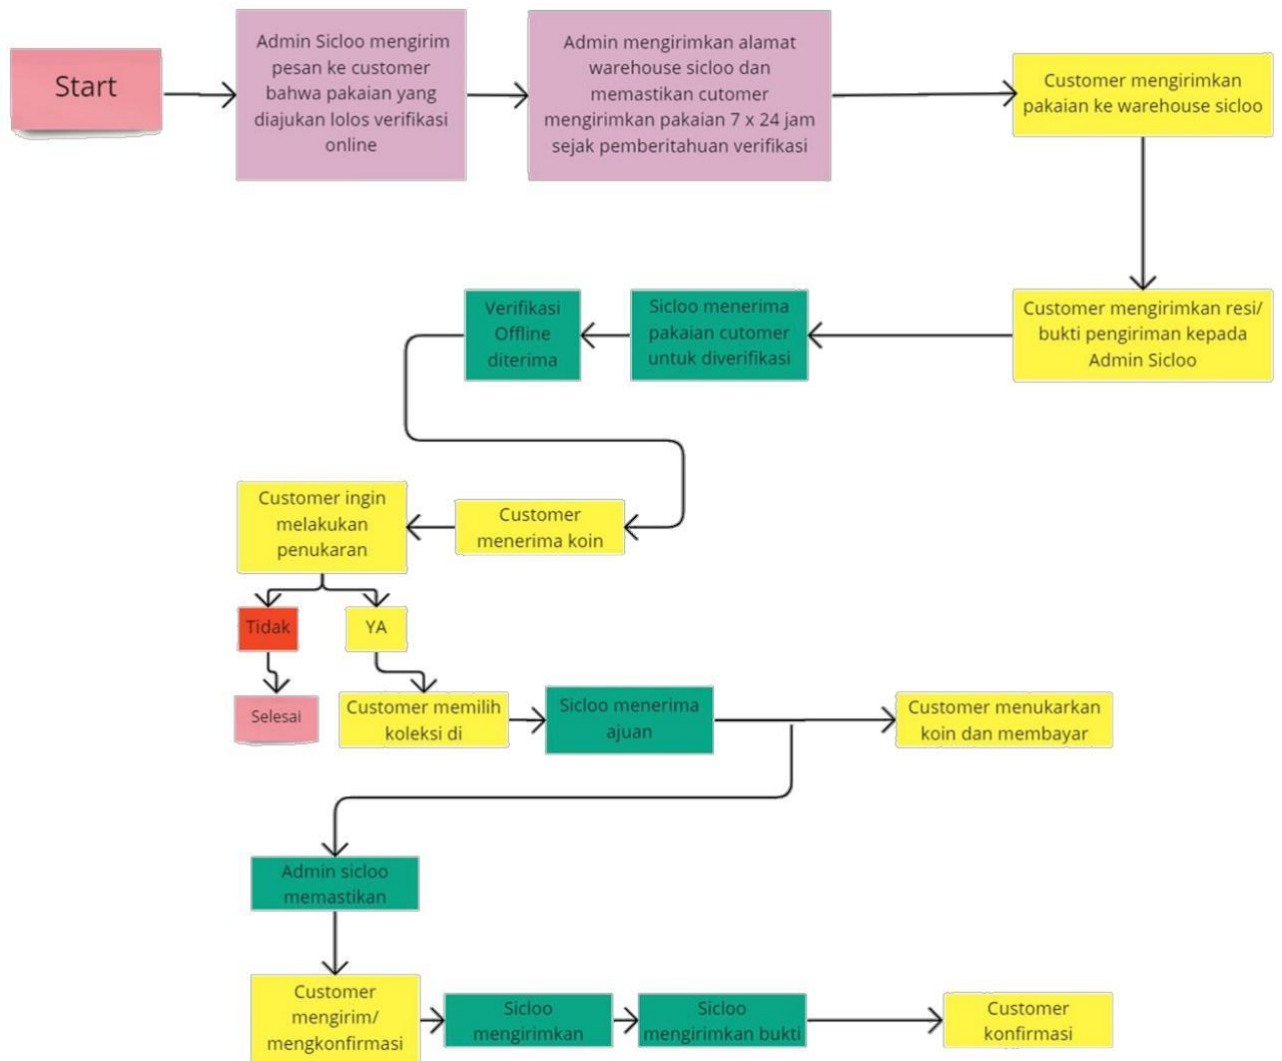 Start
Admin Sicloo mengirim
pesan ke customer
bahwa pakaian yang
diajukan lolos verifikasi
online
Admin mengirimkan alamat
warehouse sicloo dan
memastikan cutomer
mengirimkan pakaian 7 x 24 jam
sejak pemberitahuan verifikasi
Customer mengirimkan
pakaian ke warehouse sicloo
Customer mengirimkan resi/
bukti pengiriman kepada
Admin Sicloo
Sicloo menerima
pakaian cutomer
untuk diverifikasi
Verifikasi
Offline
diterima
Customer
menerima koin
Customer ingin
melakukan
penukaran
Tidak
YA
Selesai
Customer memilih
koleksi di
Sicloo menerima
ajuan
Customer menukarkan
koin dan membayar
Admin sicloo
memastikan
Customer
mengirim/
mengkonfirmasi
Sicloo
mengirimkan
Sicloo
mengirimkan bukti
Customer
konfirmasi